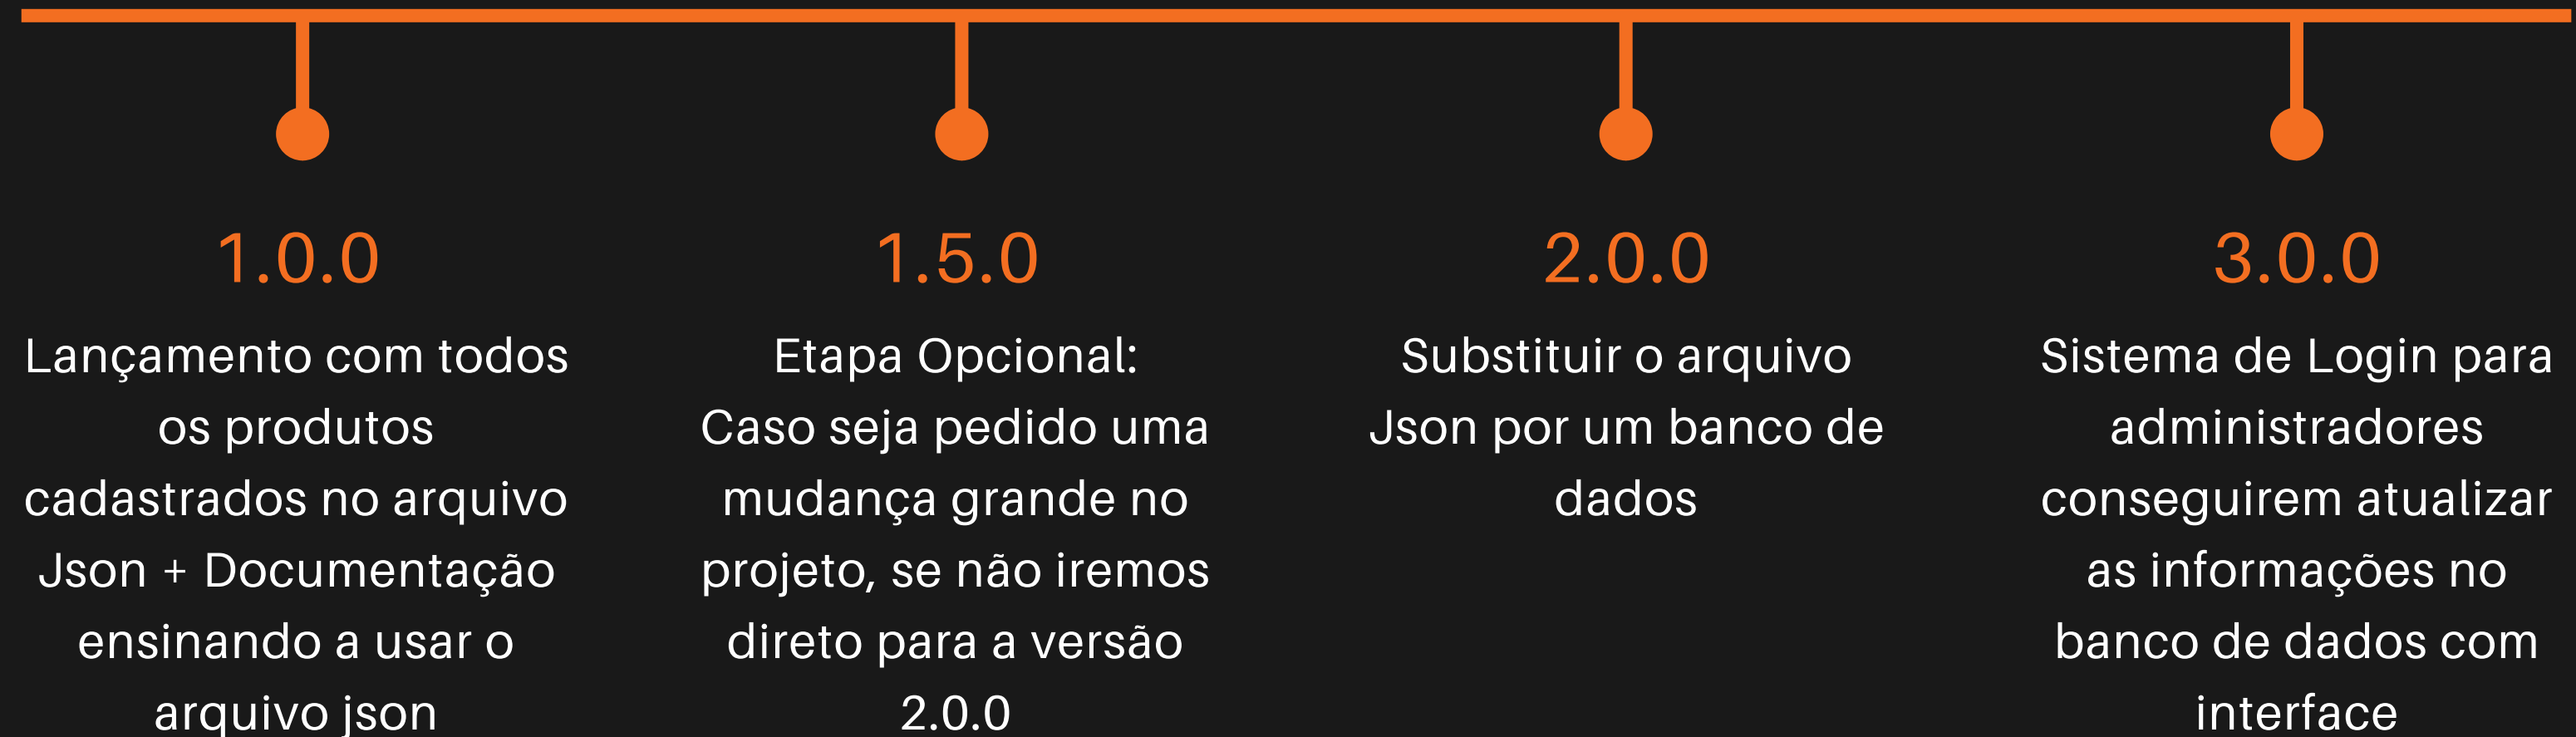 1.0.0
Lançamento com todos
os produtos
cadastrados no arquivo
Json + Documentação
ensinando a usar o
arquivo json
1.5.0
Etapa Opcional:
Caso seja pedido uma
mudança grande no
projeto, se não iremos
direto para a versão
2.0.0
2.0.0
Substituir o arquivo
Json por um banco de
dados
3.0.0
Sistema de Login para
administradores
conseguirem atualizar
as informações no
banco de dados com
interface